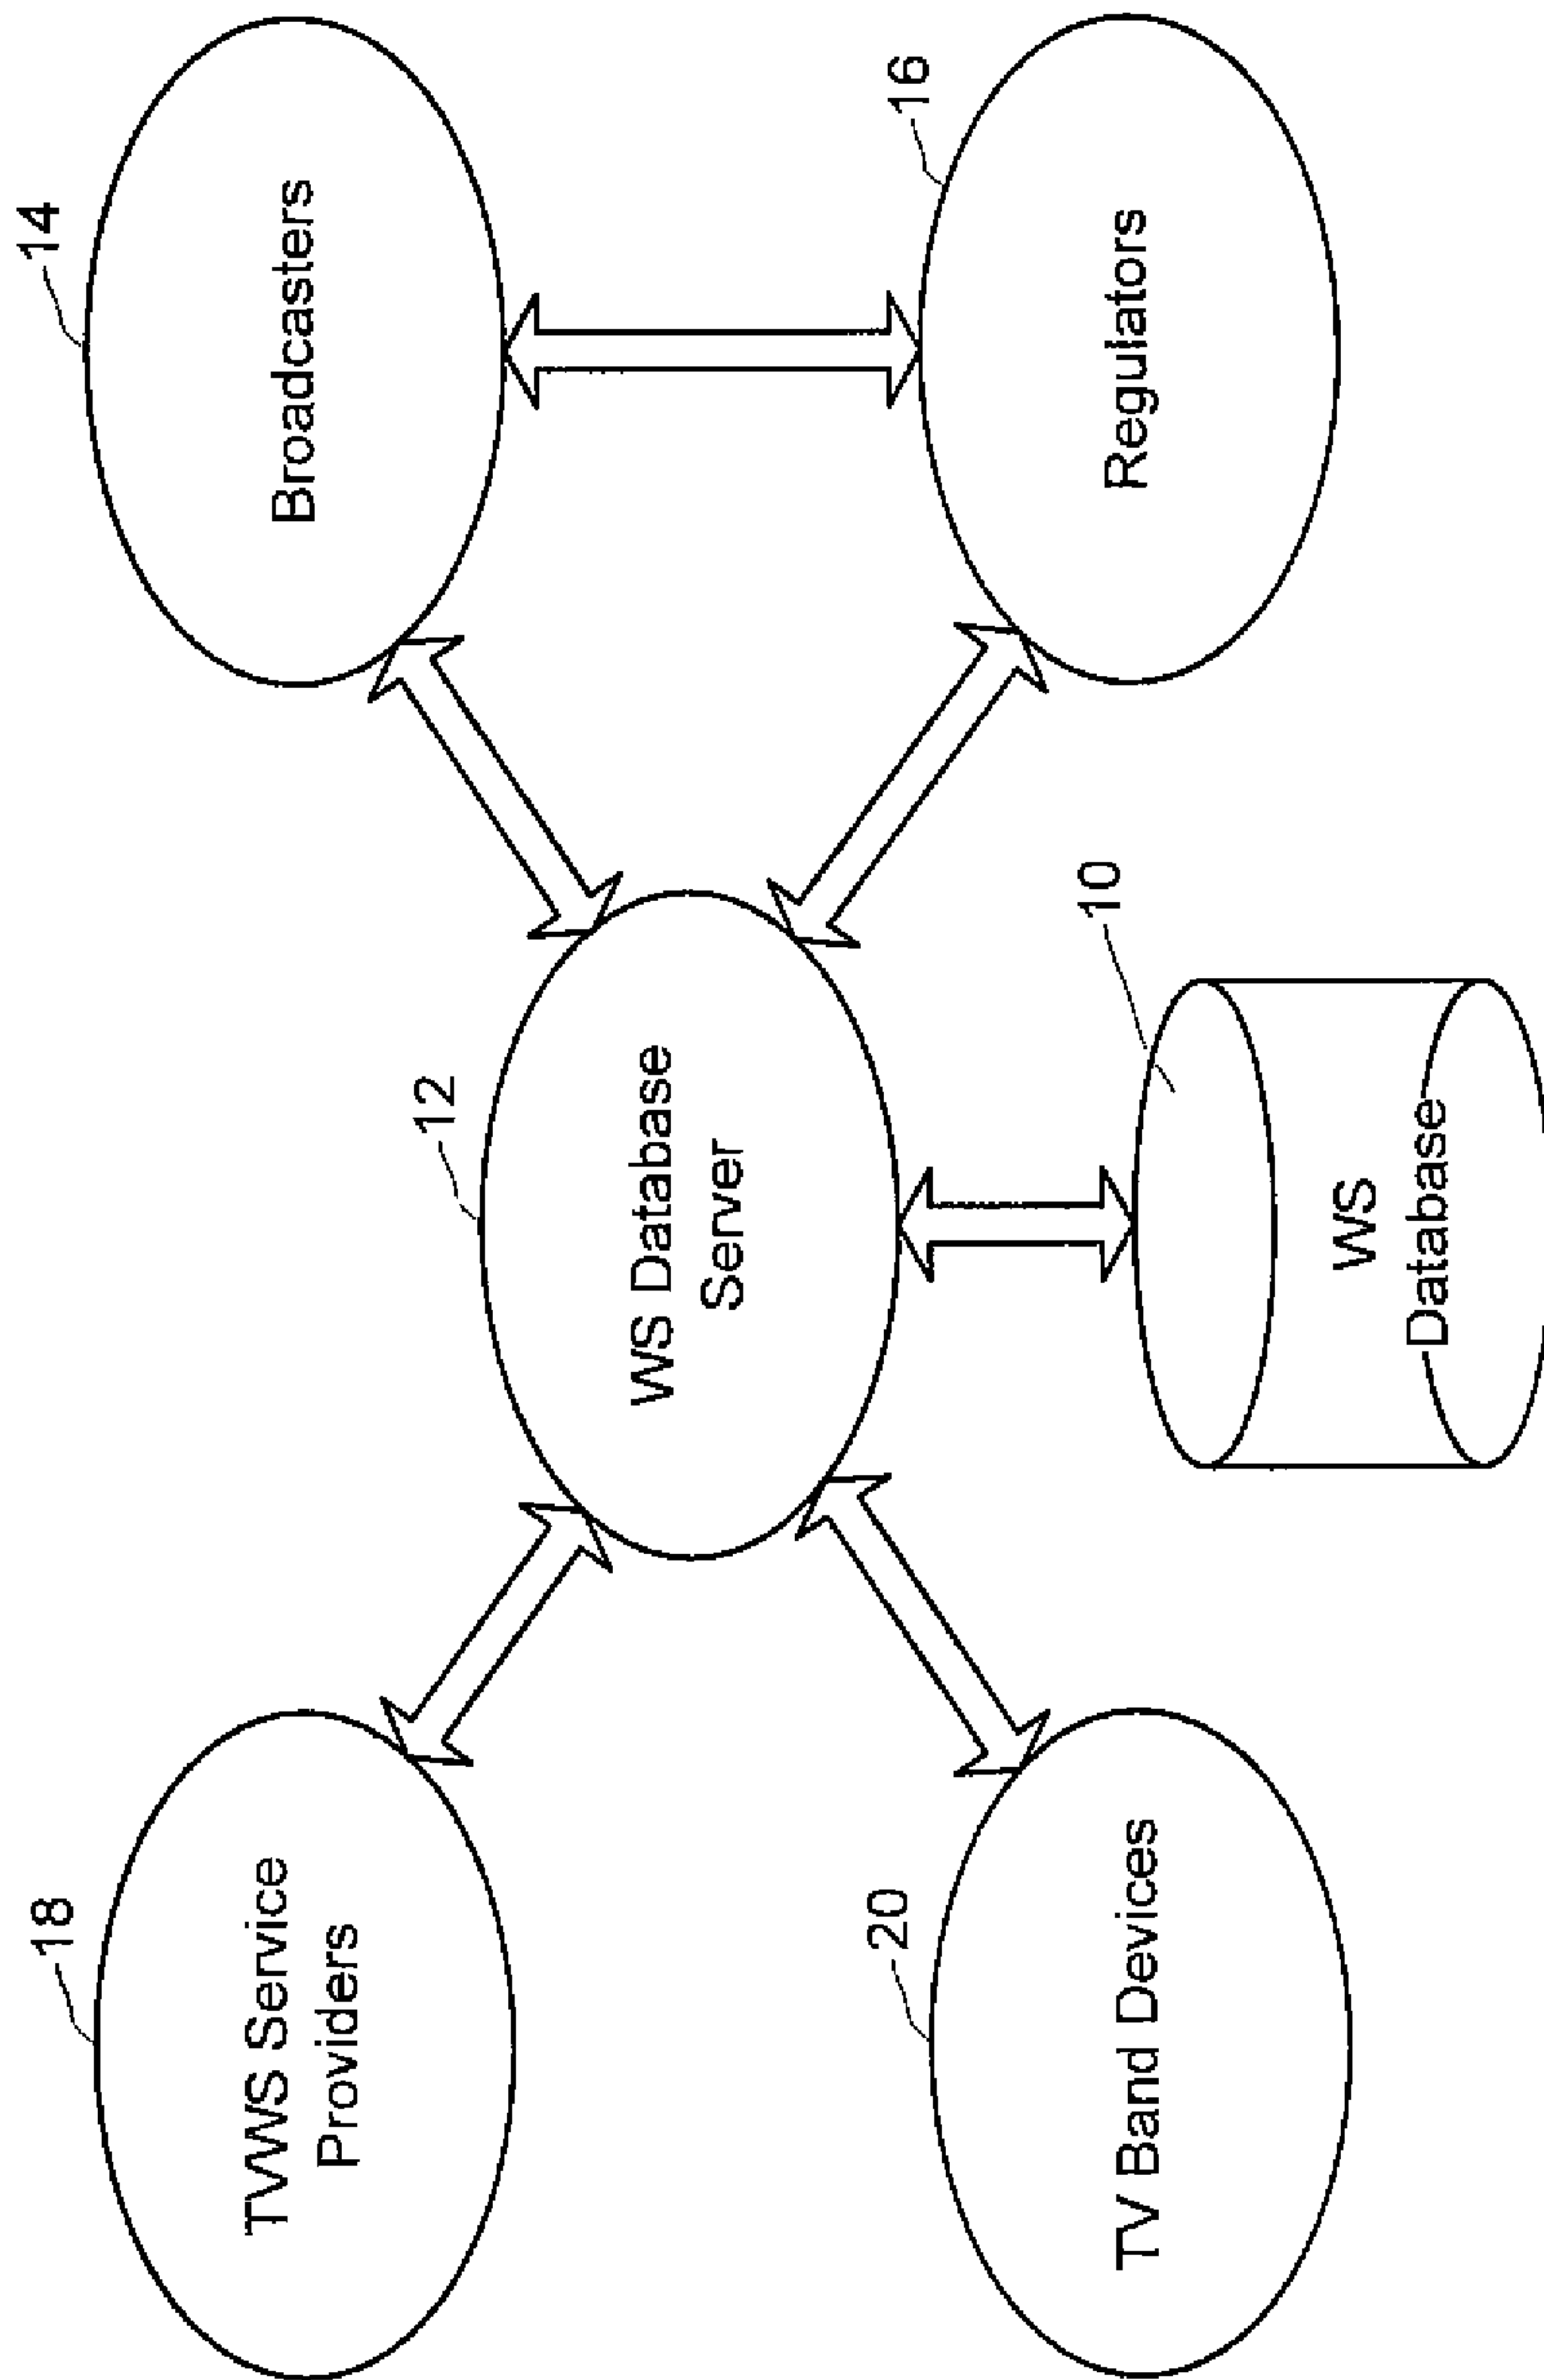 18
TVWS Service
Providers
14
Broadcasters
12
WS Database
Server
20
TV Band Devices
16
Regulators
10
WS
Database